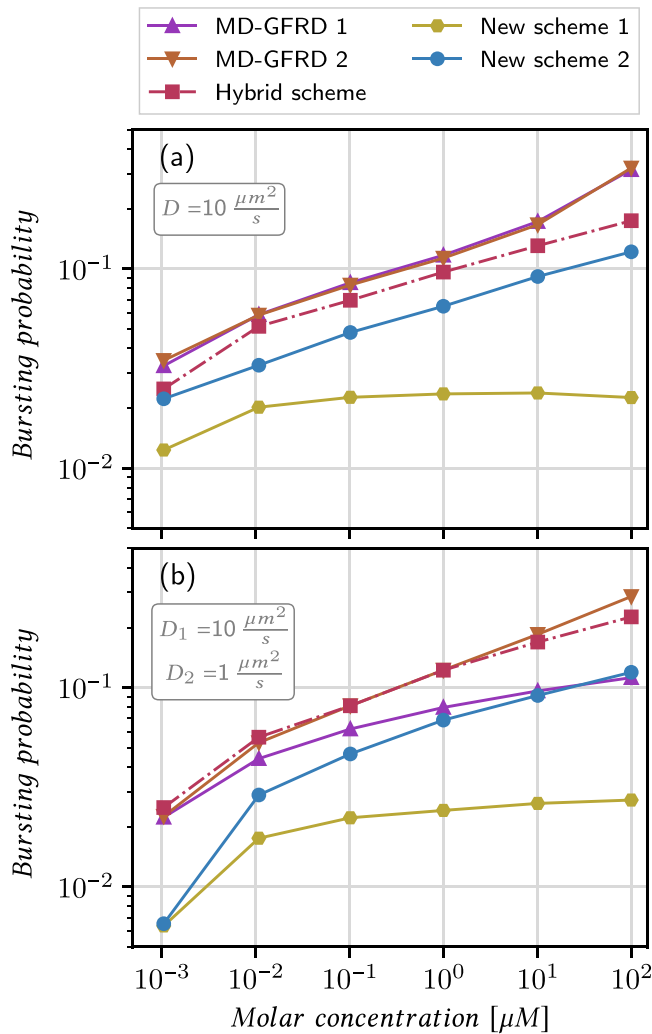 MD-GFRD 1
MD-GFRD 2
Hybrid scheme
New scheme 1
New scheme 2
(a)
D =10 μm²/s
Bursting probability
10⁻¹
10⁻²
(b)
D₁ =10 μm²/s
D₂ =1 μm²/s
Bursting probability
10⁻¹
10⁻²
10⁻³ 10⁻² 10⁻¹ 10⁰ 10¹ 10²
Molar concentration [μM]